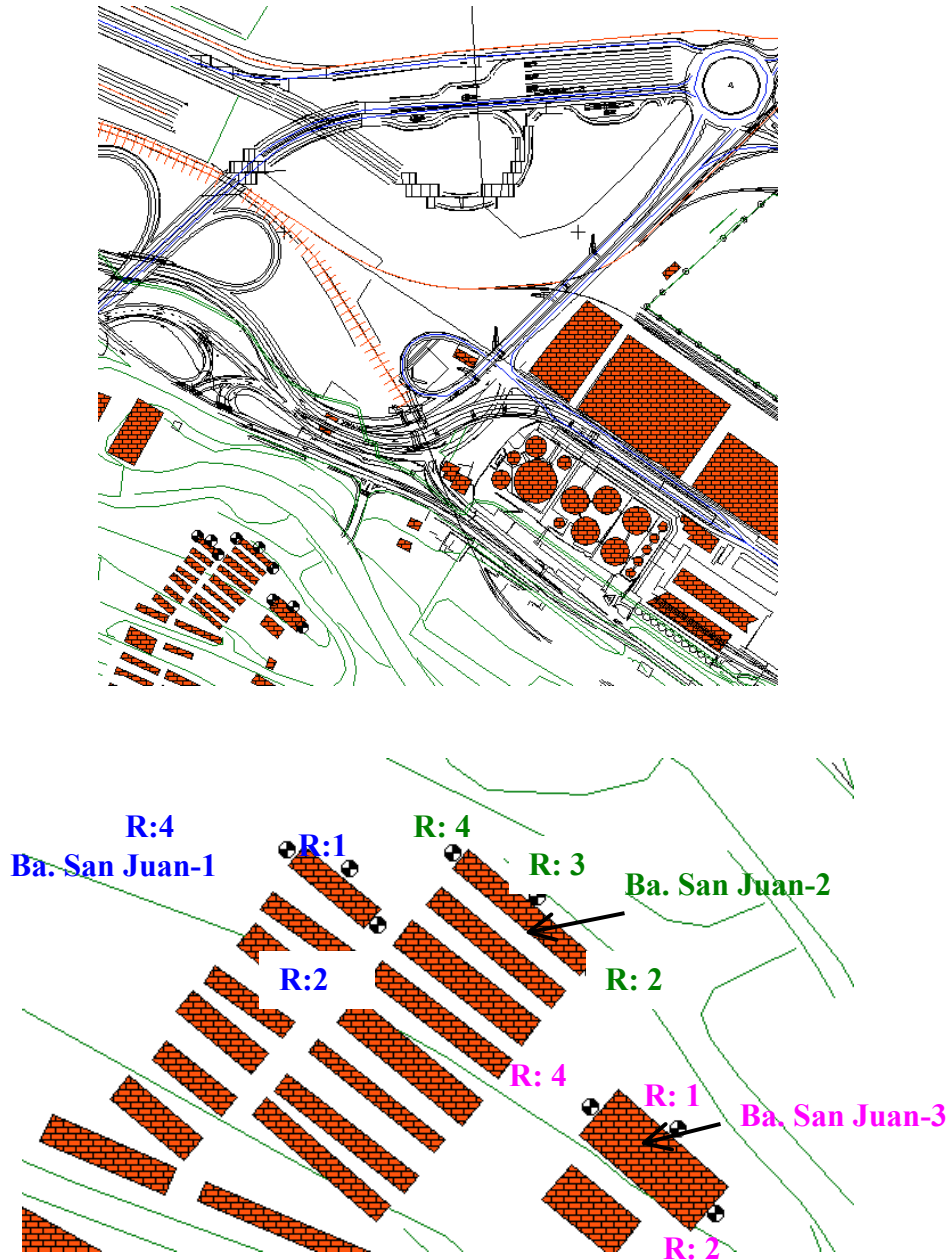 R:4
R:1
R: 4
Ba. San Juan-1
R: 3
Ba. San Juan-2
R:2
R: 2
R: 4
R: 1
Ba. San Juan-3
R: 2